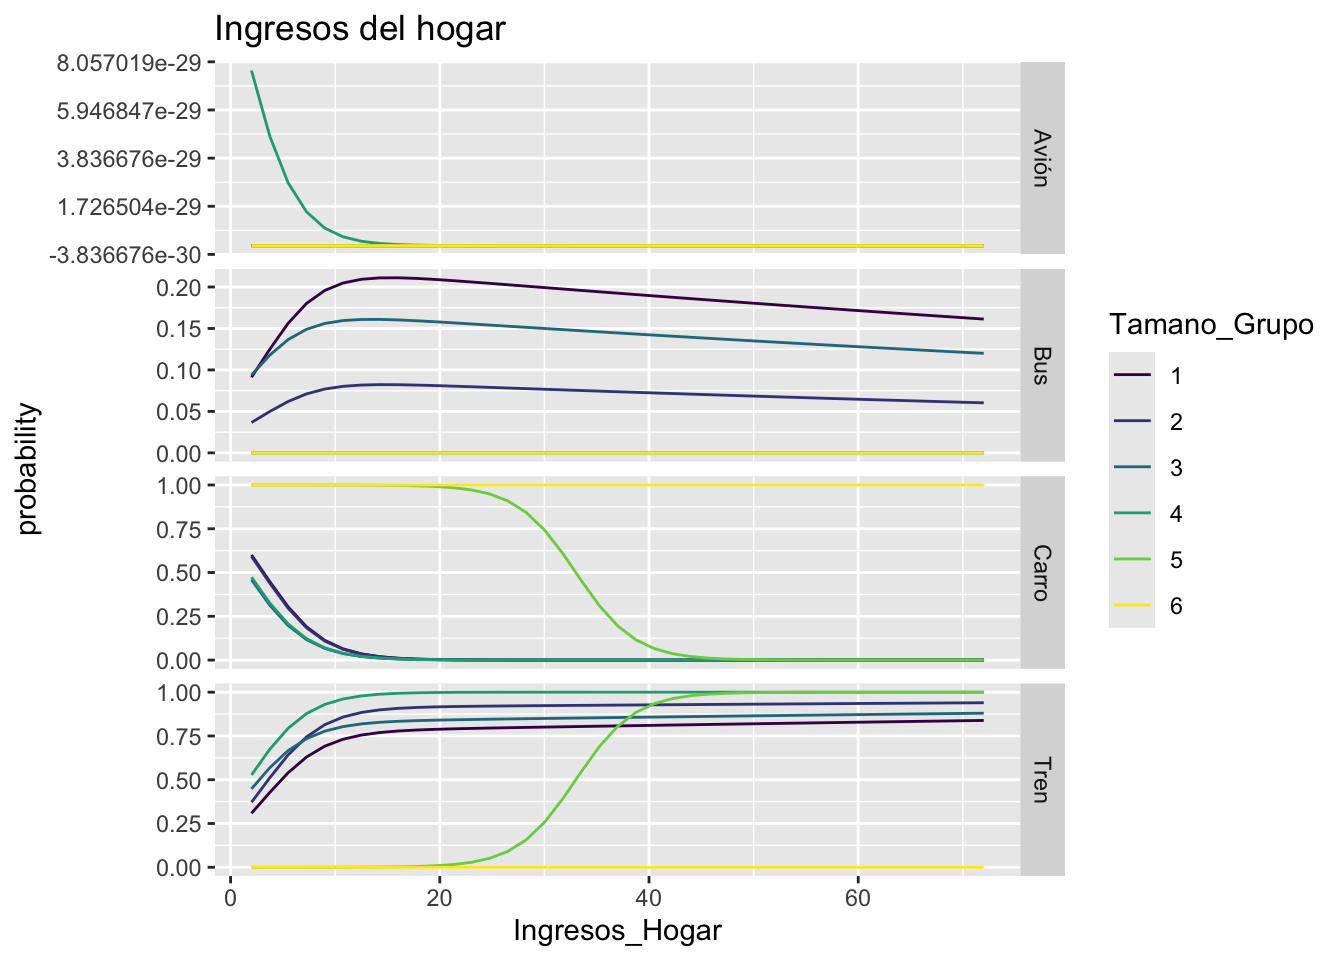 Ingresos del hogar
8.057019e-29
5.946847e-29
3.836676e-29
1.726504e-29
-3.836676e-30
Avión
0.20
0.15
0.10
0.05
0.00
Bus
1.00
0.75
0.50
0.25
0.00
Carro
1.00
0.75
0.50
0.25
0.00
Tren
0 20 40 60
Ingresos_Hogar
probability
Tamano_Grupo
1
2
3
4
5
6